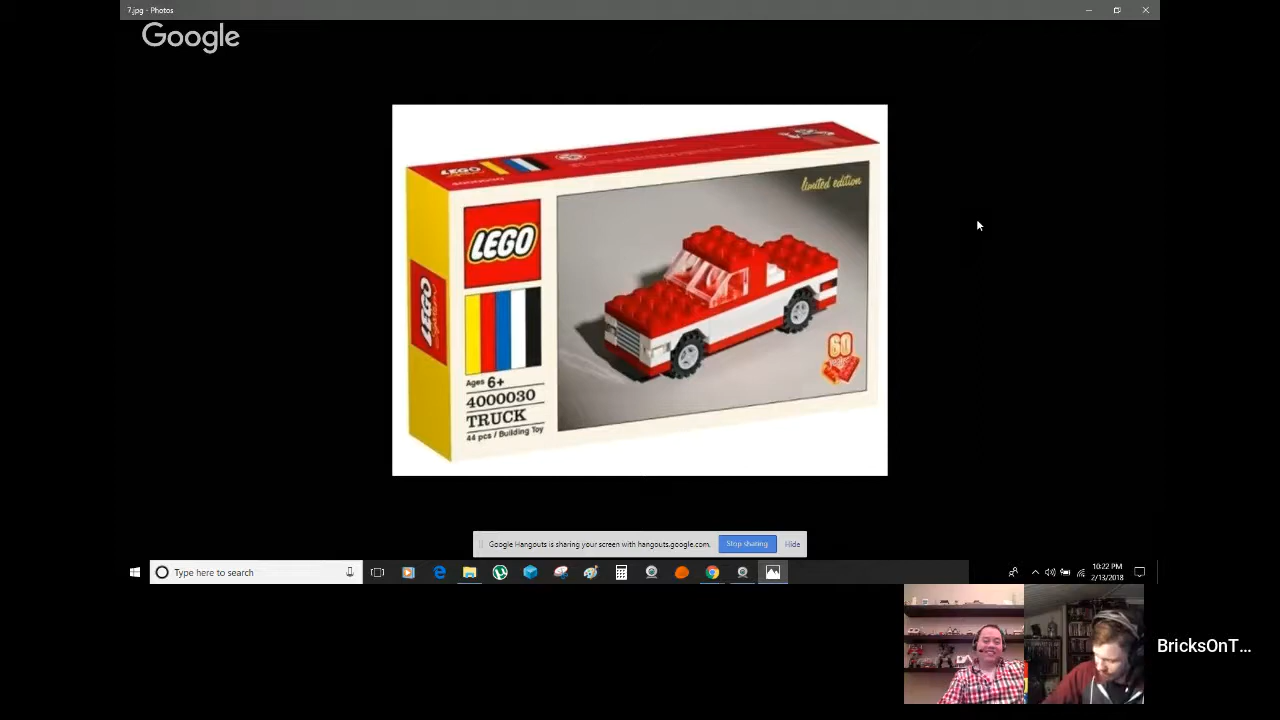 ?.jpg - Photos
Google
LEGO
limited edition
LEGO
LEGO
60
Ages 6+
4000030
TRUCK
44 pcs / Building Toy
Google Hangouts is sharing your screen with hangouts.google.com.
Stop sharing
Hide
Type here to search
10:22 PM
2/13/2018
BricksOnT...